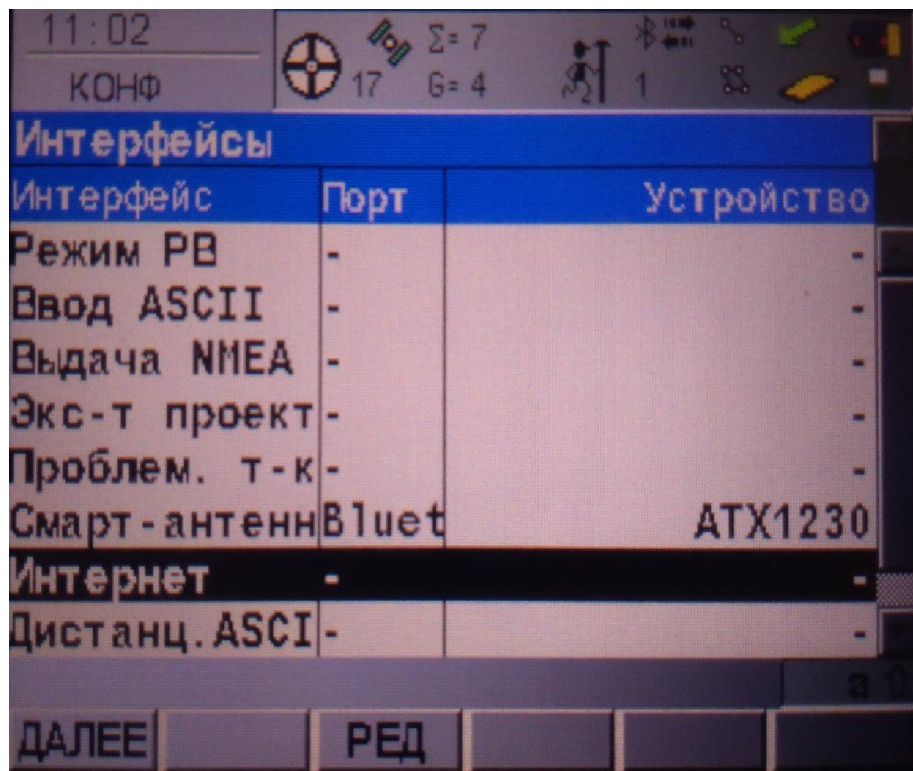 11:02 Σ= 7
КОНФ 17 G= 4 1
Интерфейсы
Интерфейс Порт Устройство
Режим РВ - -
Ввод ASCII - -
Выдача NMEA - -
Экс-т проект - -
Проблем. т-к - -
Смарт-антенн Bluet ATX1230
Интернет - -
Дистанц.ASCI - -
a
ДАЛЕЕ РЕД